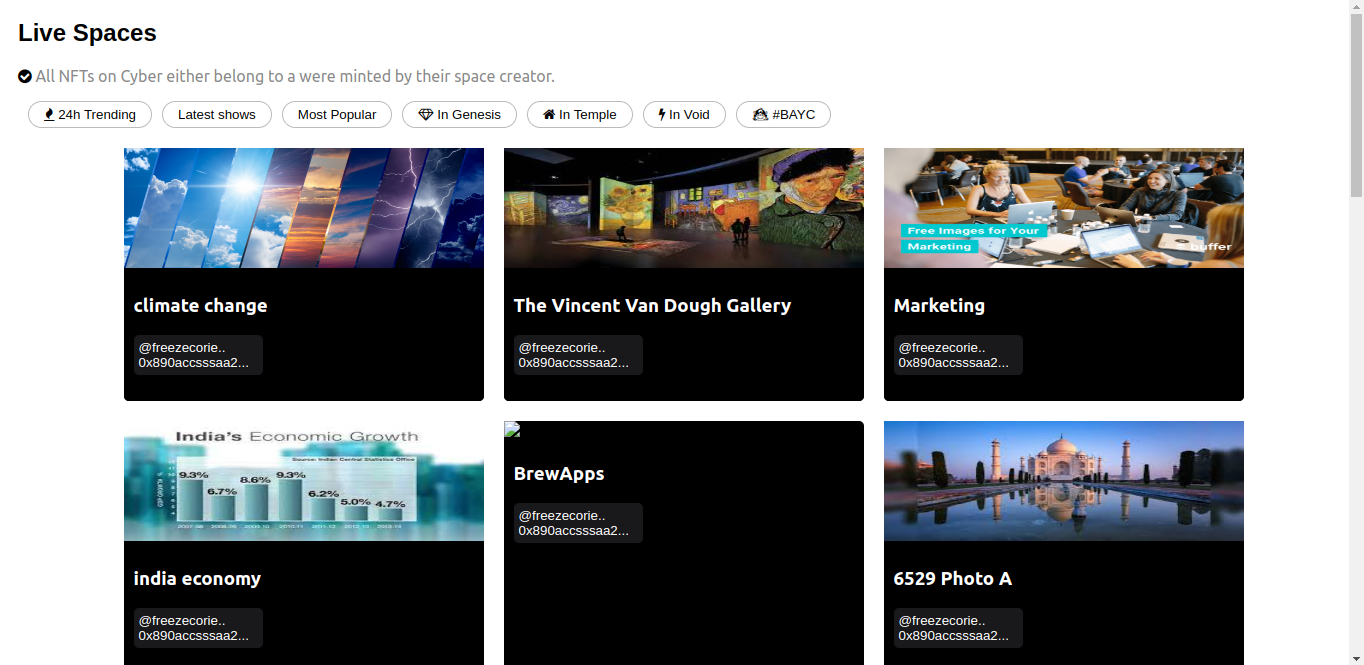 Live Spaces
All NFTs on Cyber either belong to a were minted by their space creator.
24h Trending
Latest shows
Most Popular
In Genesis
In Temple
In Void
#BAYC
Free Images for Your
Marketing
buffer
climate change
@freezecorie..
0x890accsssaa2...
The Vincent Van Dough Gallery
@freezecorie..
0x890accsssaa2...
Marketing
@freezecorie..
0x890accsssaa2...
India's Economic Growth
Source: Indian Central Statistics Office
9.3%
6.7%
8.6%
9.3%
6.2%
5.0%
4.7%
india economy
@freezecorie..
0x890accsssaa2...
BrewApps
@freezecorie..
0x890accsssaa2...
6529 Photo A
@freezecorie..
0x890accsssaa2...